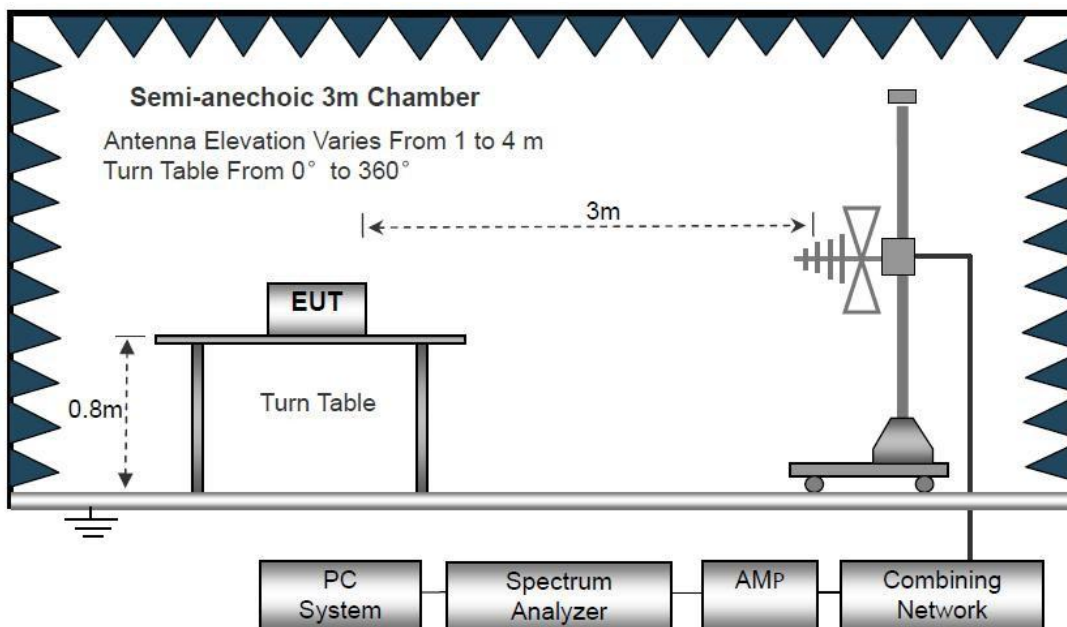 Semi-anechoic 3m Chamber
Antenna Elevation Varies From 1 to 4 m
Turn Table From 0° to 360°
3m
EUT
0.8m
Turn Table
PC
System
Spectrum
Analyzer
AMP
Combining
Network